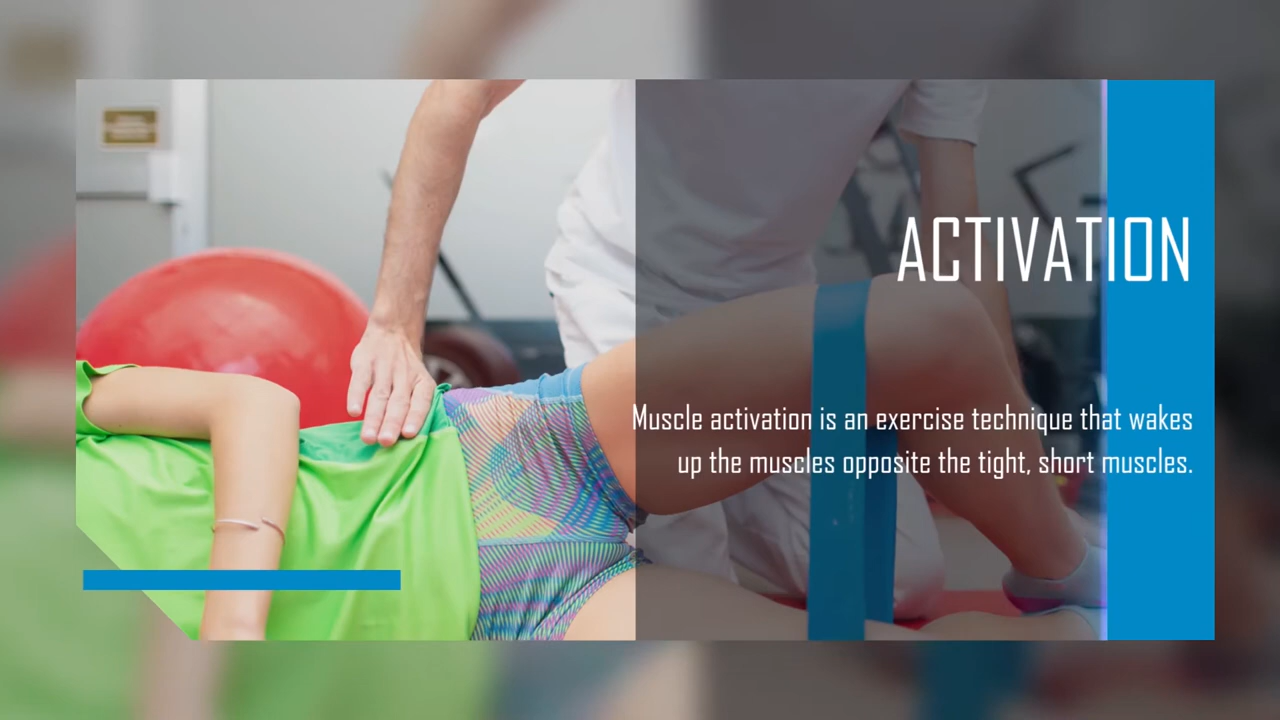 ACTIVATION
Muscle activation is an exercise technique that wakes
up the muscles opposite the tight, short muscles.